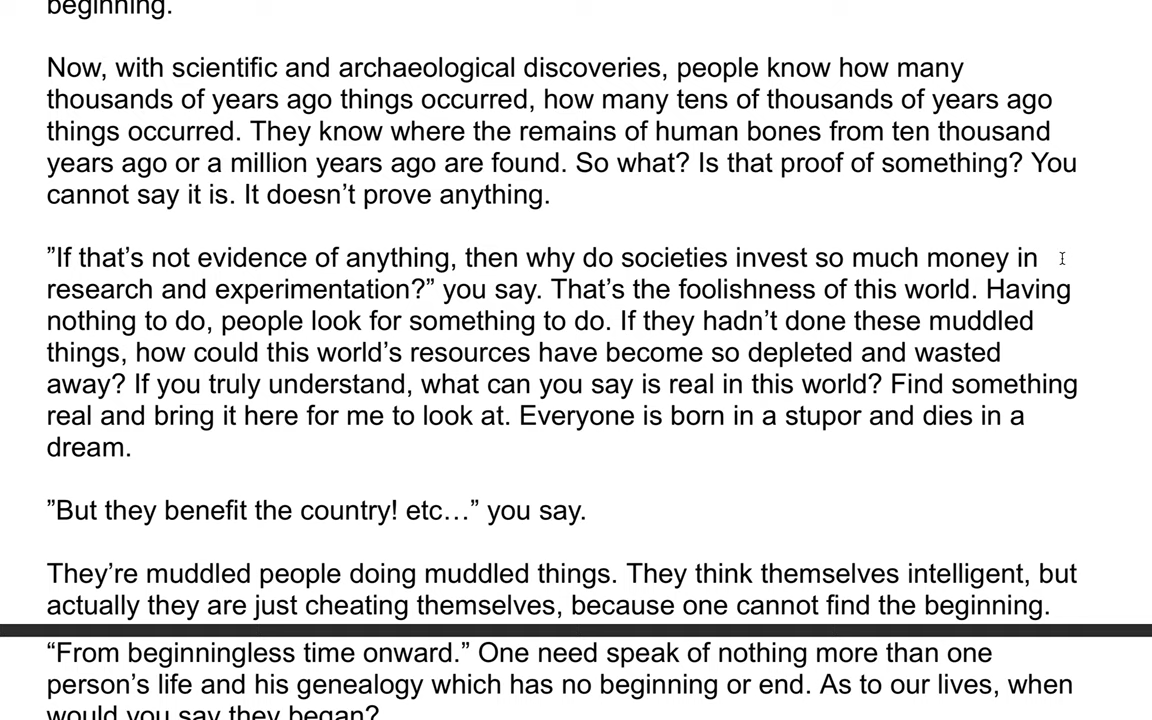 beginning.
Now, with scientific and archaeological discoveries, people know how many
thousands of years ago things occurred, how many tens of thousands of years ago
things occurred. They know where the remains of human bones from ten thousand
years ago or a million years ago are found. So what? Is that proof of something? You
cannot say it is. It doesn’t prove anything.
”If that’s not evidence of anything, then why do societies invest so much money in
research and experimentation?” you say. That’s the foolishness of this world. Having
nothing to do, people look for something to do. If they hadn’t done these muddled
things, how could this world’s resources have become so depleted and wasted
away? If you truly understand, what can you say is real in this world? Find something
real and bring it here for me to look at. Everyone is born in a stupor and dies in a
dream.
”But they benefit the country! etc…” you say.
They’re muddled people doing muddled things. They think themselves intelligent, but
actually they are just cheating themselves, because one cannot find the beginning.
“From beginningless time onward.” One need speak of nothing more than one
person’s life and his genealogy which has no beginning or end. As to our lives, when
would you say they began?